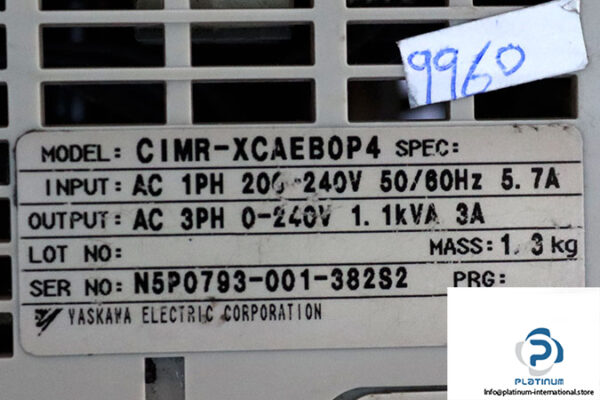 9960
MODEL: CIMR-XCAEB0P4 SPEC:
INPUT: AC 1PH 200-240V 50/60Hz 5.7A
OUTPUT: AC 3PH 0-240V 1.1kVA 3A
LOT NO: MASS: 1.3kg
SER NO: N5P0793-001-382S2 PRG:
YASKAWA ELECTRIC CORPORATION
PLATINUM
Info@platinum-international.store